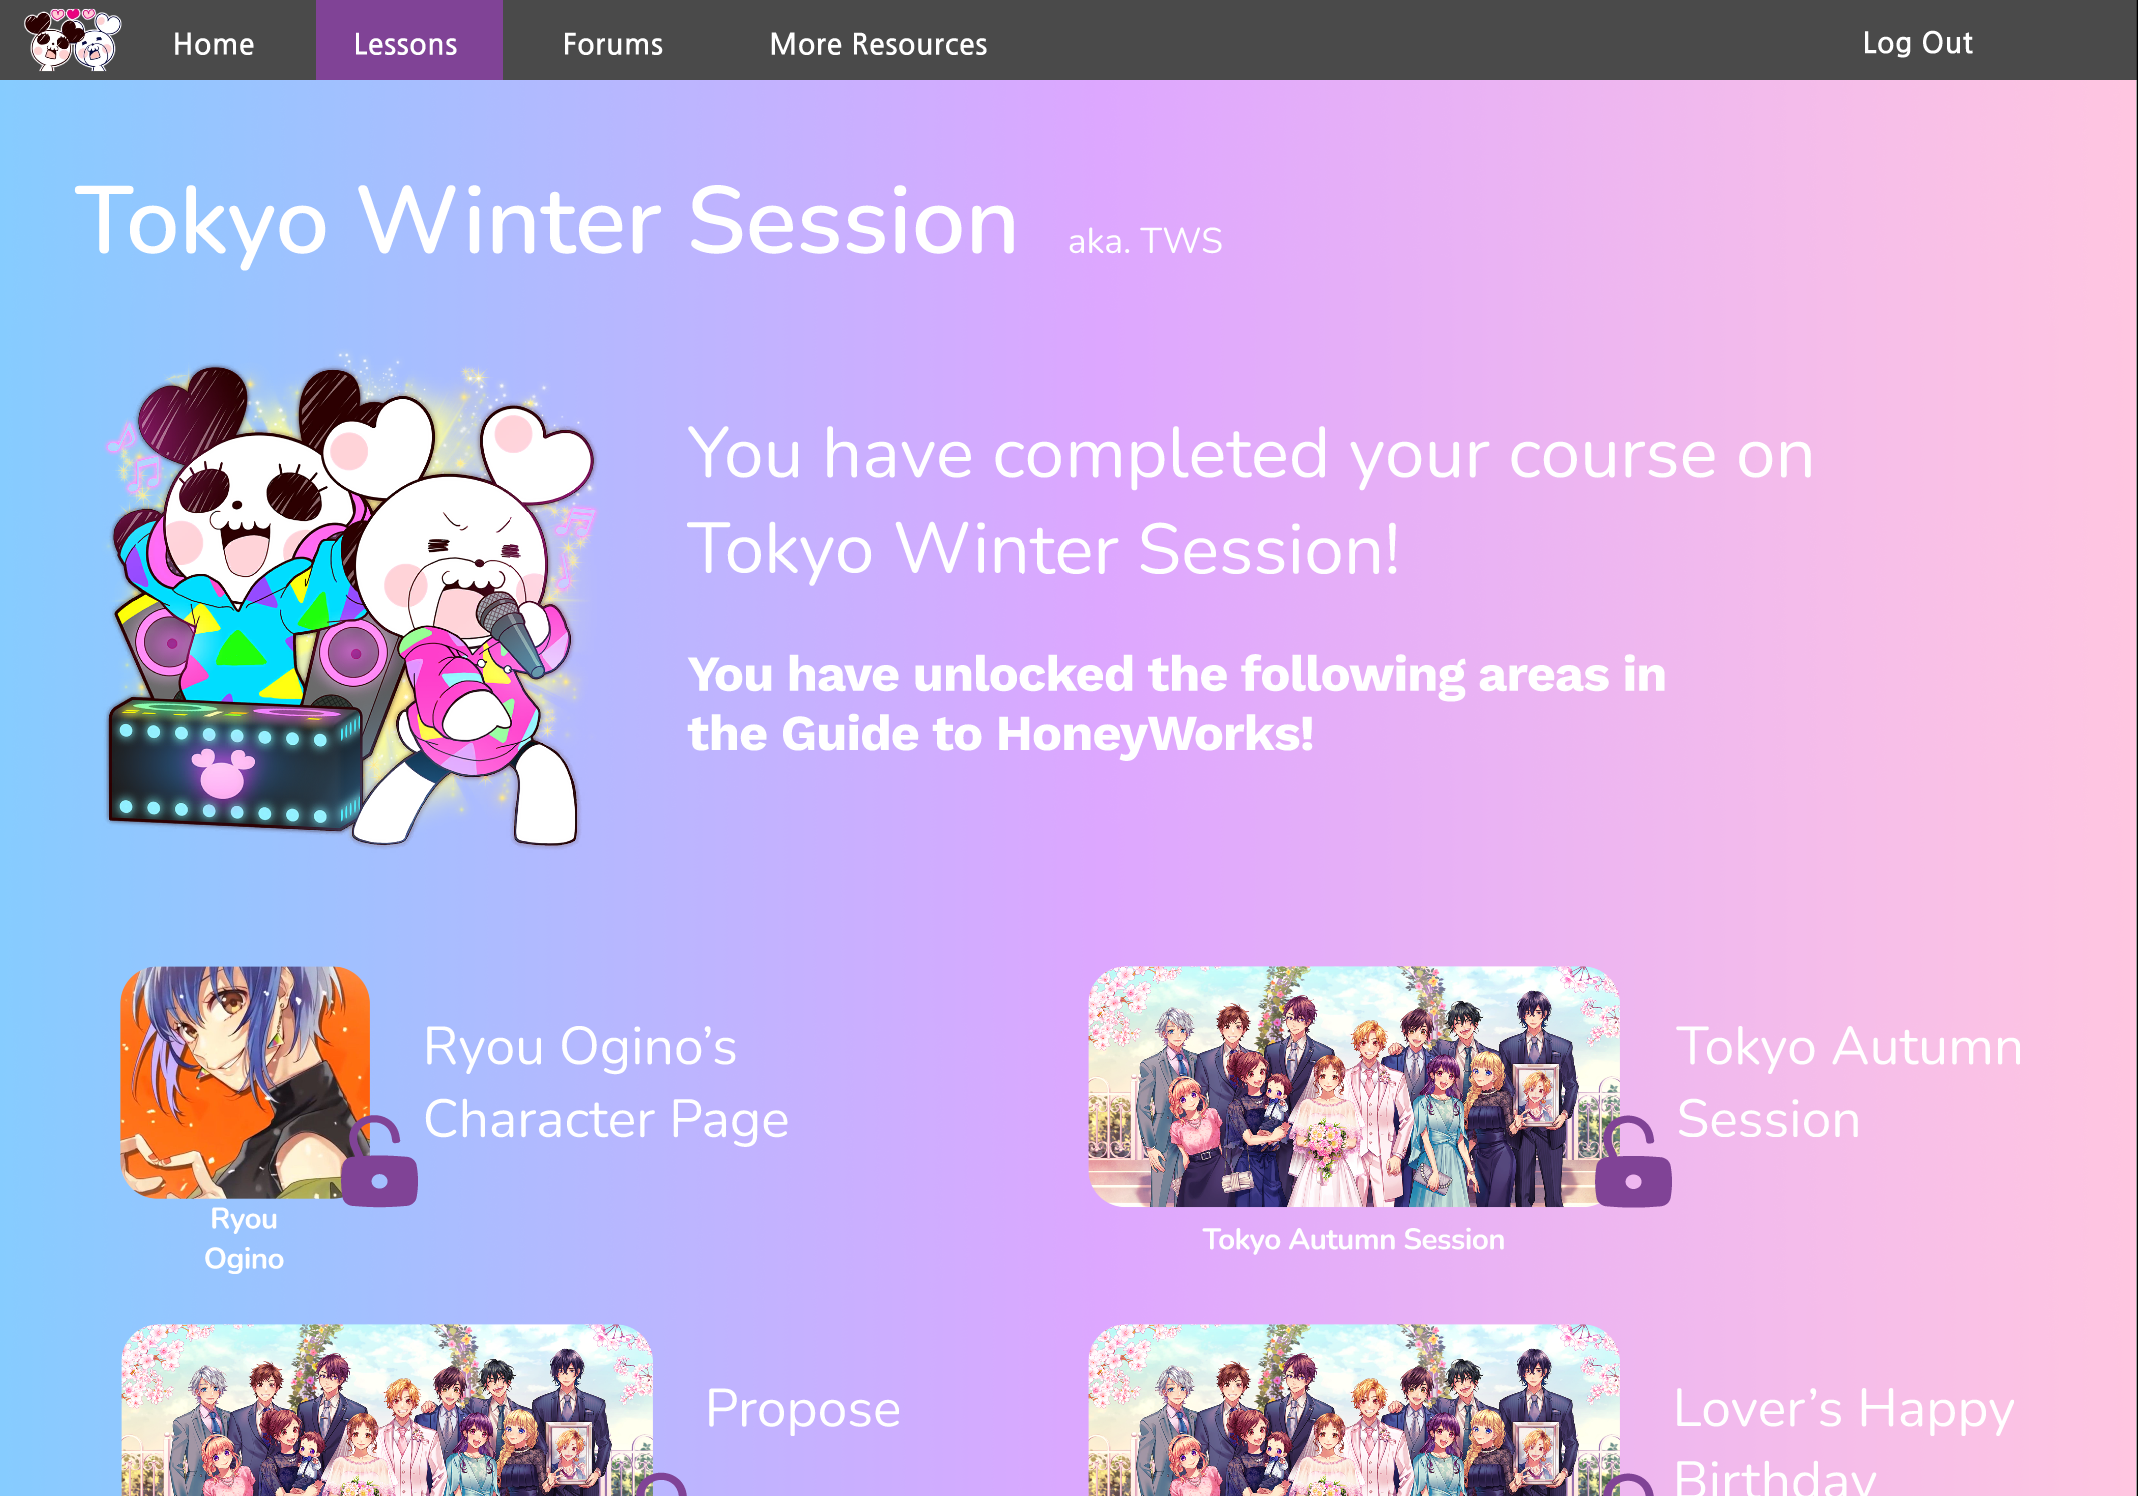 Home
Lessons
Forums
More Resources
Log Out
Tokyo Winter Session
aka. TWS
You have completed your course on
Tokyo Winter Session!
You have unlocked the following areas in
the Guide to HoneyWorks!
Ryou Ogino’s
Character Page
Ryou
Ogino
Tokyo Autumn
Session
Tokyo Autumn Session
Propose
Lover’s Happy
Birthday